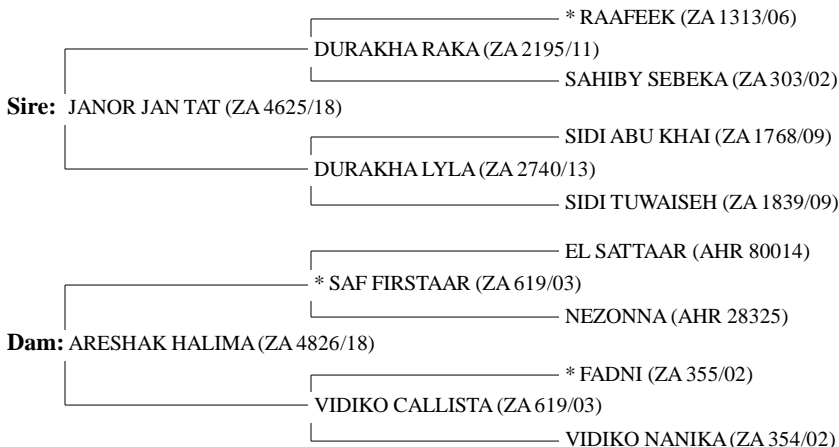 * RAAFEEK (ZA 1313/06)
DURAKHA RAKA (ZA 2195/11)
SAHIBY SEBEKA (ZA 303/02)
Sire: JANOR JAN TAT (ZA 4625/18)
SIDI ABU KHAI (ZA 1768/09)
DURAKHA LYLA (ZA 2740/13)
SIDI TUWAISEH (ZA 1839/09)
EL SATTAAR (AHR 80014)
* SAF FIRSTAAR (ZA 619/03)
NEZONNA (AHR 28325)
Dam: ARESHAK HALIMA (ZA 4826/18)
* FADNI (ZA 355/02)
VIDIKO CALLISTA (ZA 619/03)
VIDIKO NANIKA (ZA 354/02)